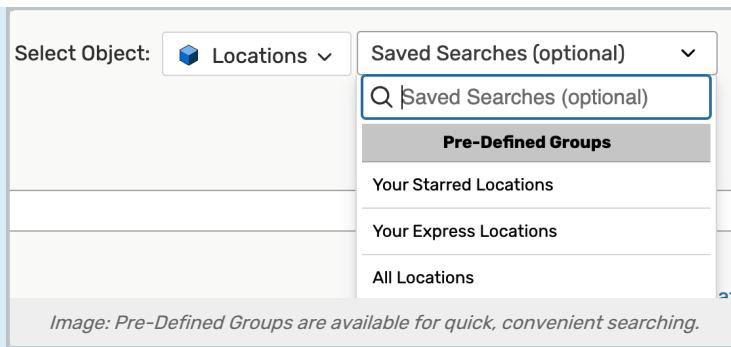 Select Object: Locations Saved Searches (optional)
Saved Searches (optional)
Pre-Defined Groups
Your Starred Locations
Your Express Locations
All Locations
Image: Pre-Defined Groups are available for quick, convenient searching.